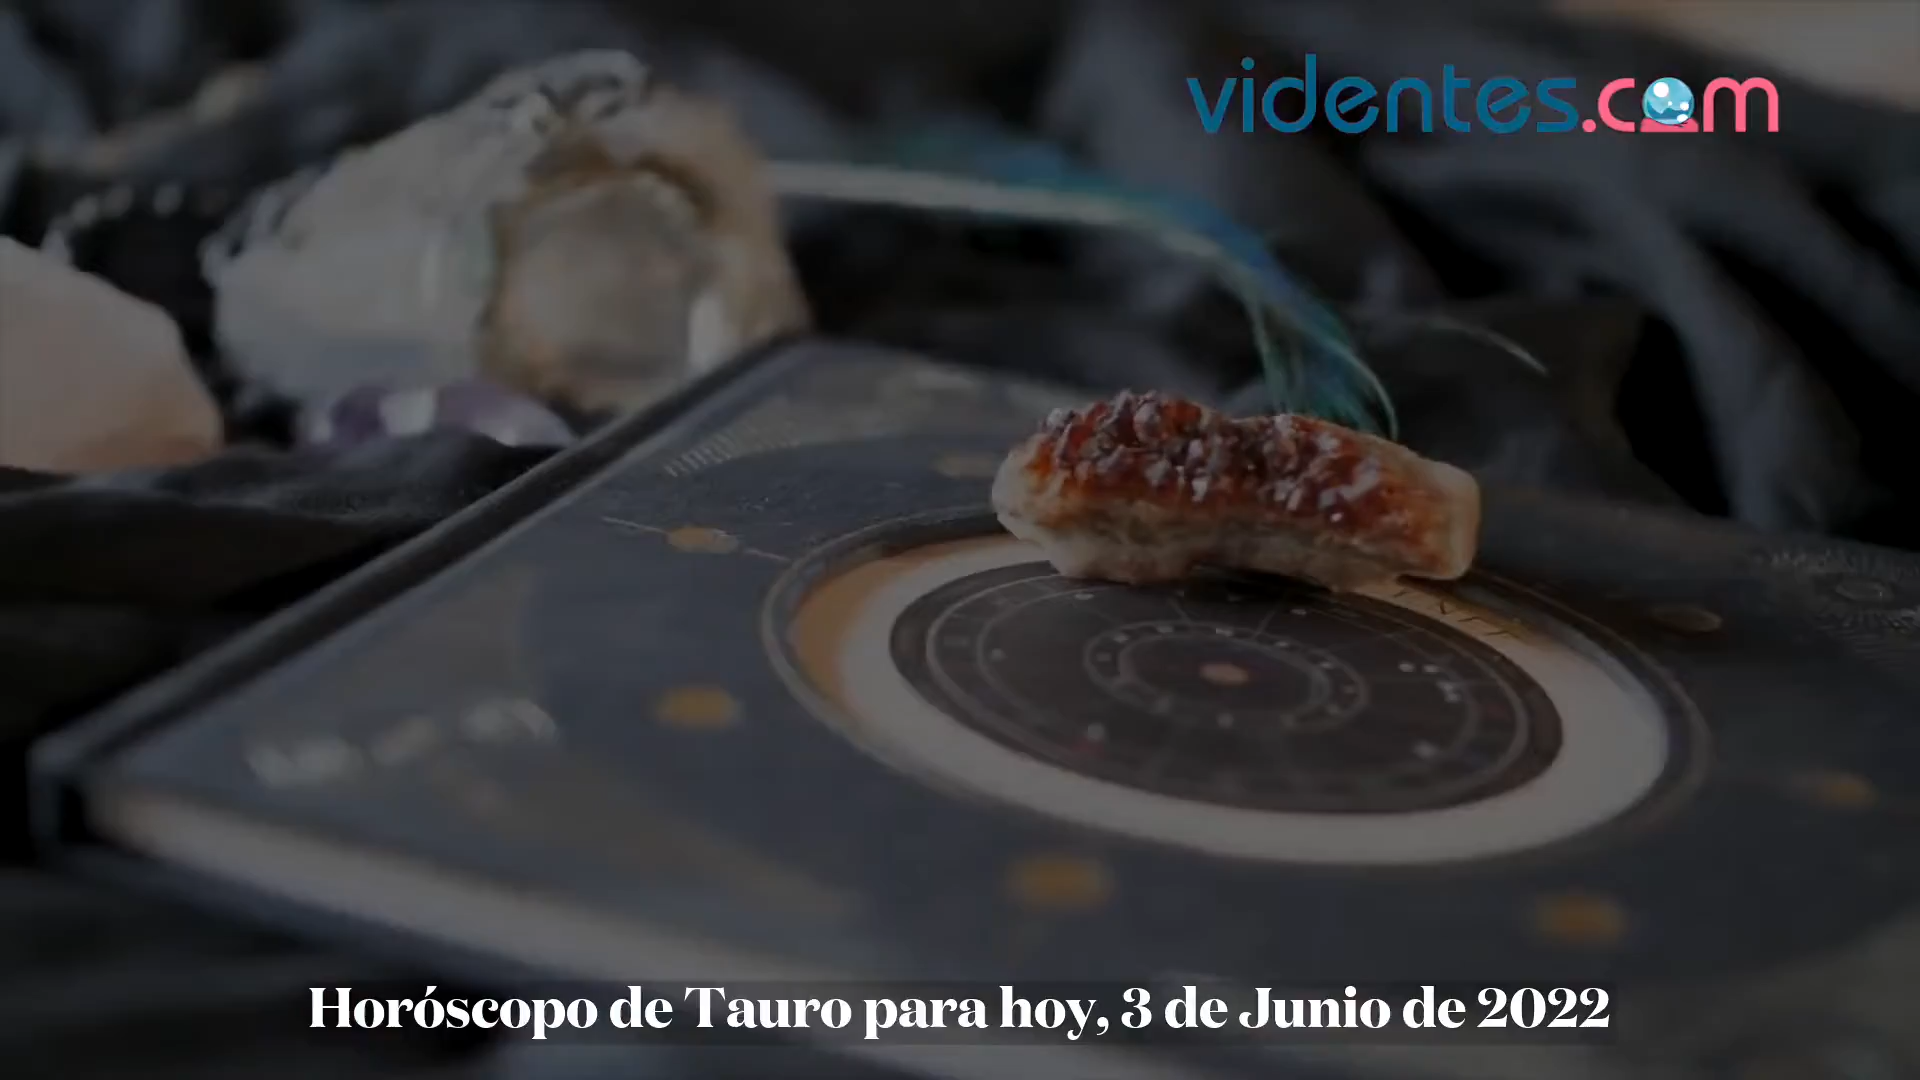 videntes.com
Horóscopo de Tauro para hoy, 3 de Junio de 2022